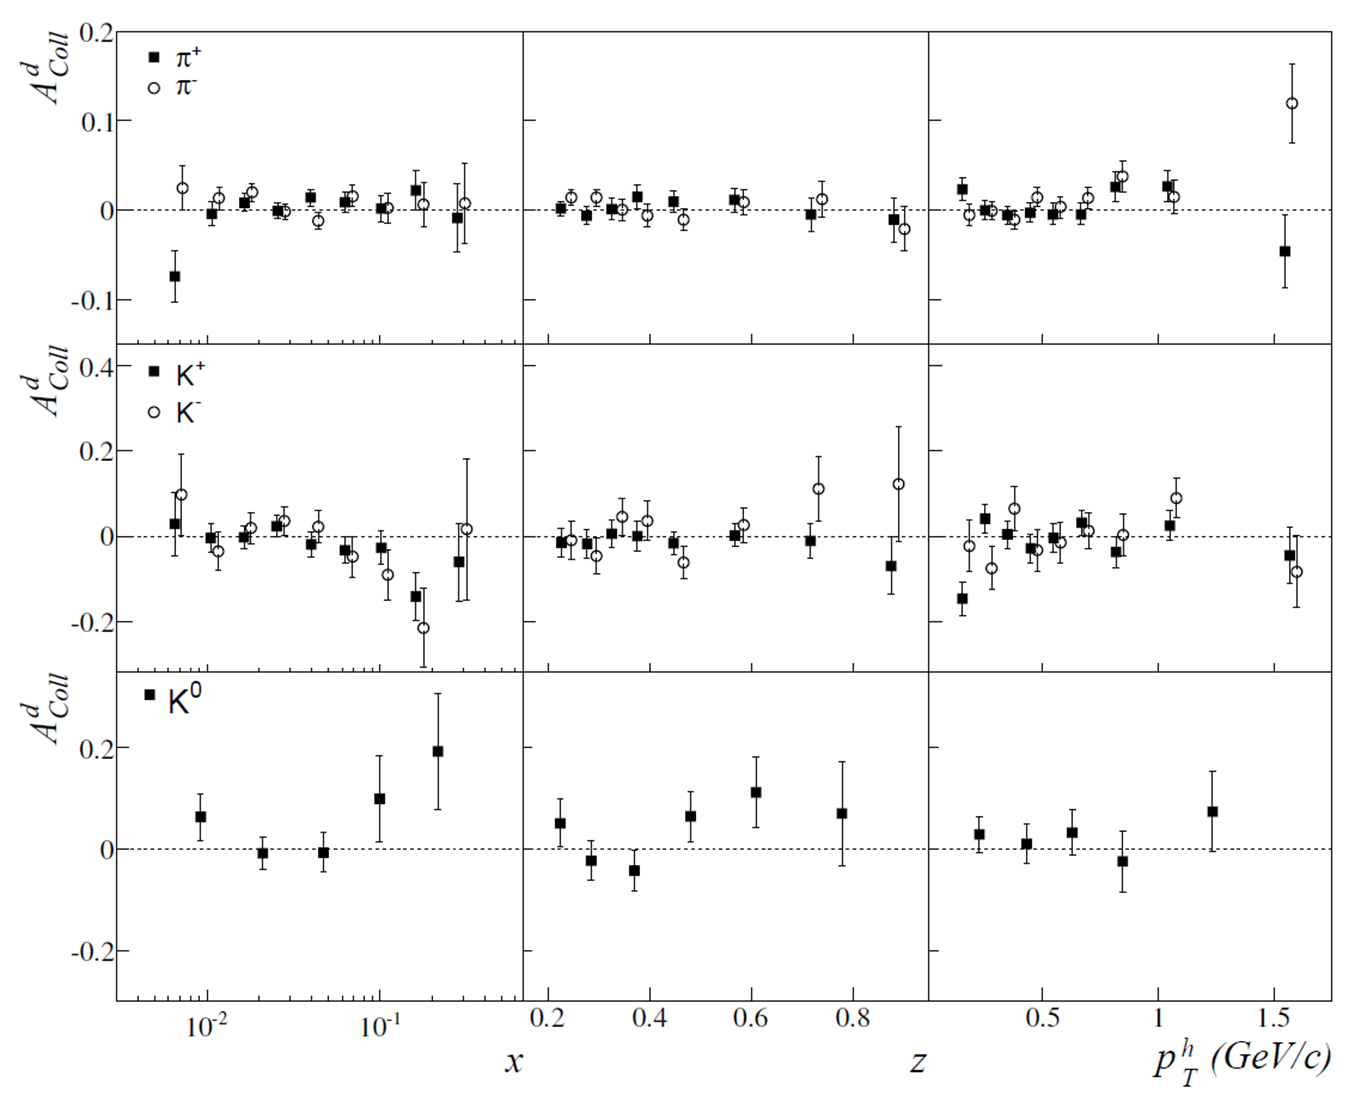 A^d_Coll
0.2
0.1
0
-0.1
π+
π-
A^d_Coll
0.4
0.2
0
-0.2
K+
K-
A^d_Coll
0.2
0
-0.2
K0
10-2 10-1 0.2 0.4 0.6 0.8 0.5 1 1.5
x z p^h_T (GeV/c)